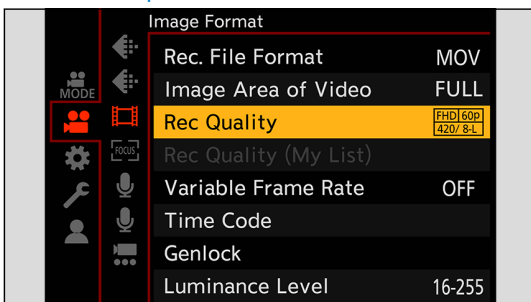 Image Format
Rec. File Format MOV
MODE
Image Area of Video FULL
Rec Quality FHD 60p 420/ 8-L
FOCUS
Rec Quality (My List)
Variable Frame Rate OFF
Time Code
Genlock
Luminance Level 16-255